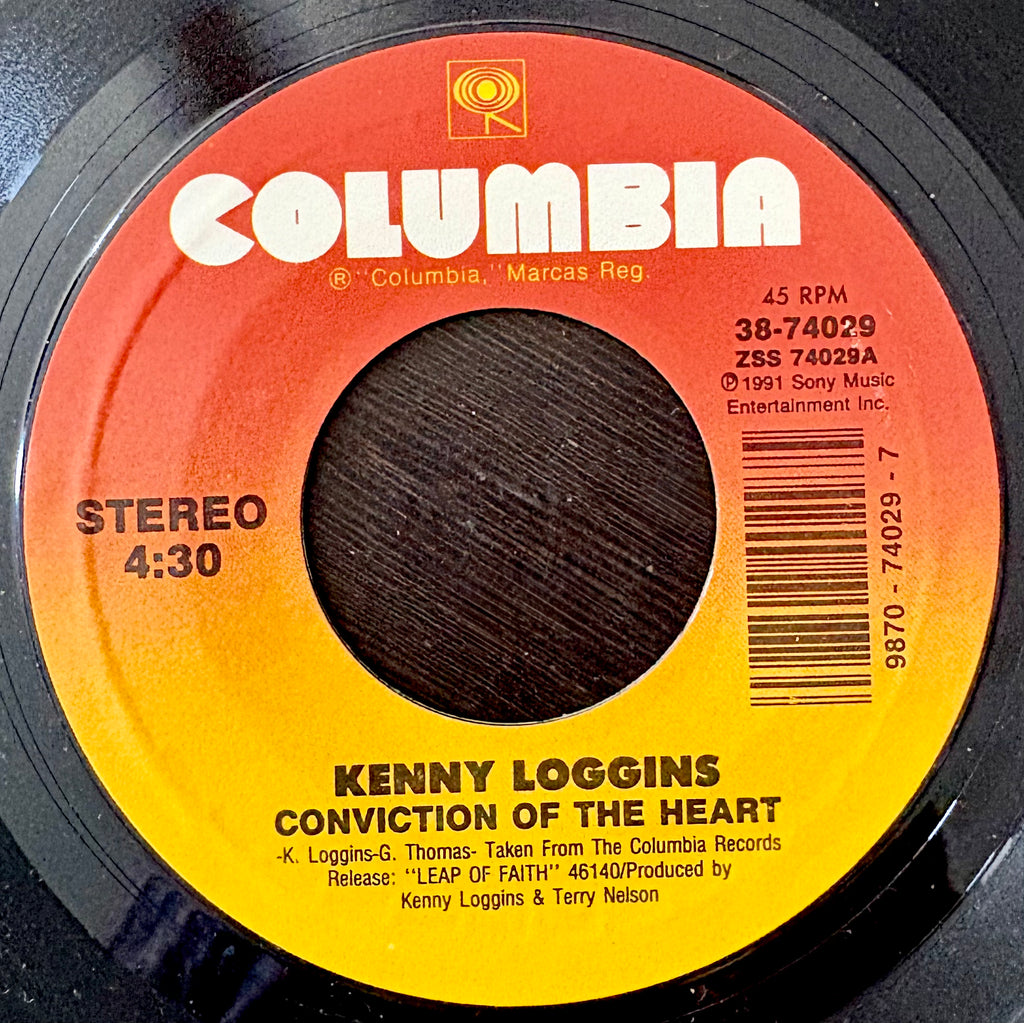 COLUMBIA
® "Columbia," Marcas Reg.
45 RPM
38-74029
ZSS 74029A
℗ 1991 Sony Music
Entertainment Inc.
9870 - 74029 - 7
STEREO
4:30
KENNY LOGGINS
CONVICTION OF THE HEART
-K. Loggins-G. Thomas- Taken From The Columbia Records
Release: "LEAP OF FAITH" 46140/Produced by
Kenny Loggins & Terry Nelson